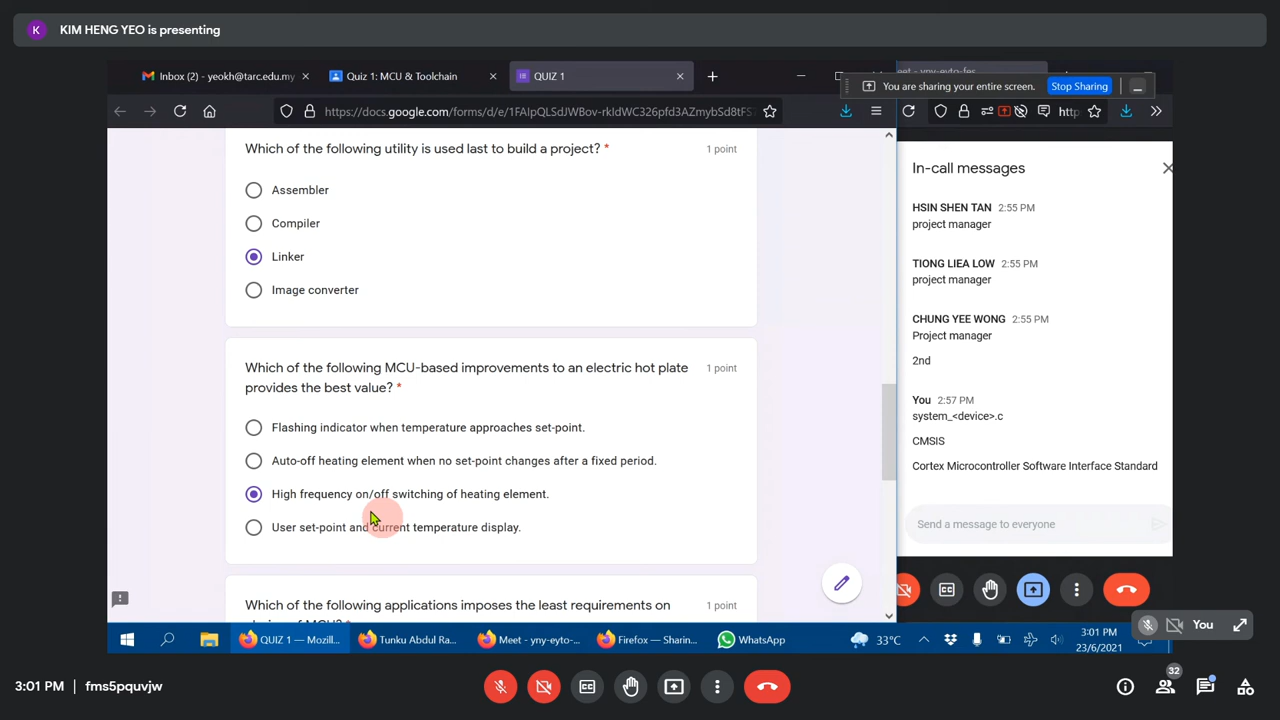 K
KIM HENG YEO is presenting
Inbox (2) - yeokh@tarc.edu.my
Quiz 1: MCU & Toolchain
QUIZ 1
You are sharing your entire screen.
Stop Sharing
https://docs.google.com/forms/d/e/1FAIpQLSdJWBov-rkIdWC326pfd3AZmybSd8tFS
http
Which of the following utility is used last to build a project? *
1 point
Assembler
Compiler
Linker
Image converter
Which of the following MCU-based improvements to an electric hot plate
provides the best value? *
1 point
Flashing indicator when temperature approaches set-point.
Auto-off heating element when no set-point changes after a fixed period.
High frequency on/off switching of heating element.
User set-point and current temperature display.
Which of the following applications imposes the least requirements on
1 point
In-call messages
HSIN SHEN TAN 2:55 PM
project manager
TIONG LIEA LOW 2:55 PM
project manager
CHUNG YEE WONG 2:55 PM
Project manager
2nd
You 2:57 PM
system_<device>.c
CMSIS
Cortex Microcontroller Software Interface Standard
Send a message to everyone
QUIZ 1 — Mozill...
Tunku Abdul Ra...
Meet - yny-eyto-...
Firefox — Sharin...
WhatsApp
33°C
3:01 PM
23/6/2021
You
3:01 PM
fms5pquvjw
32